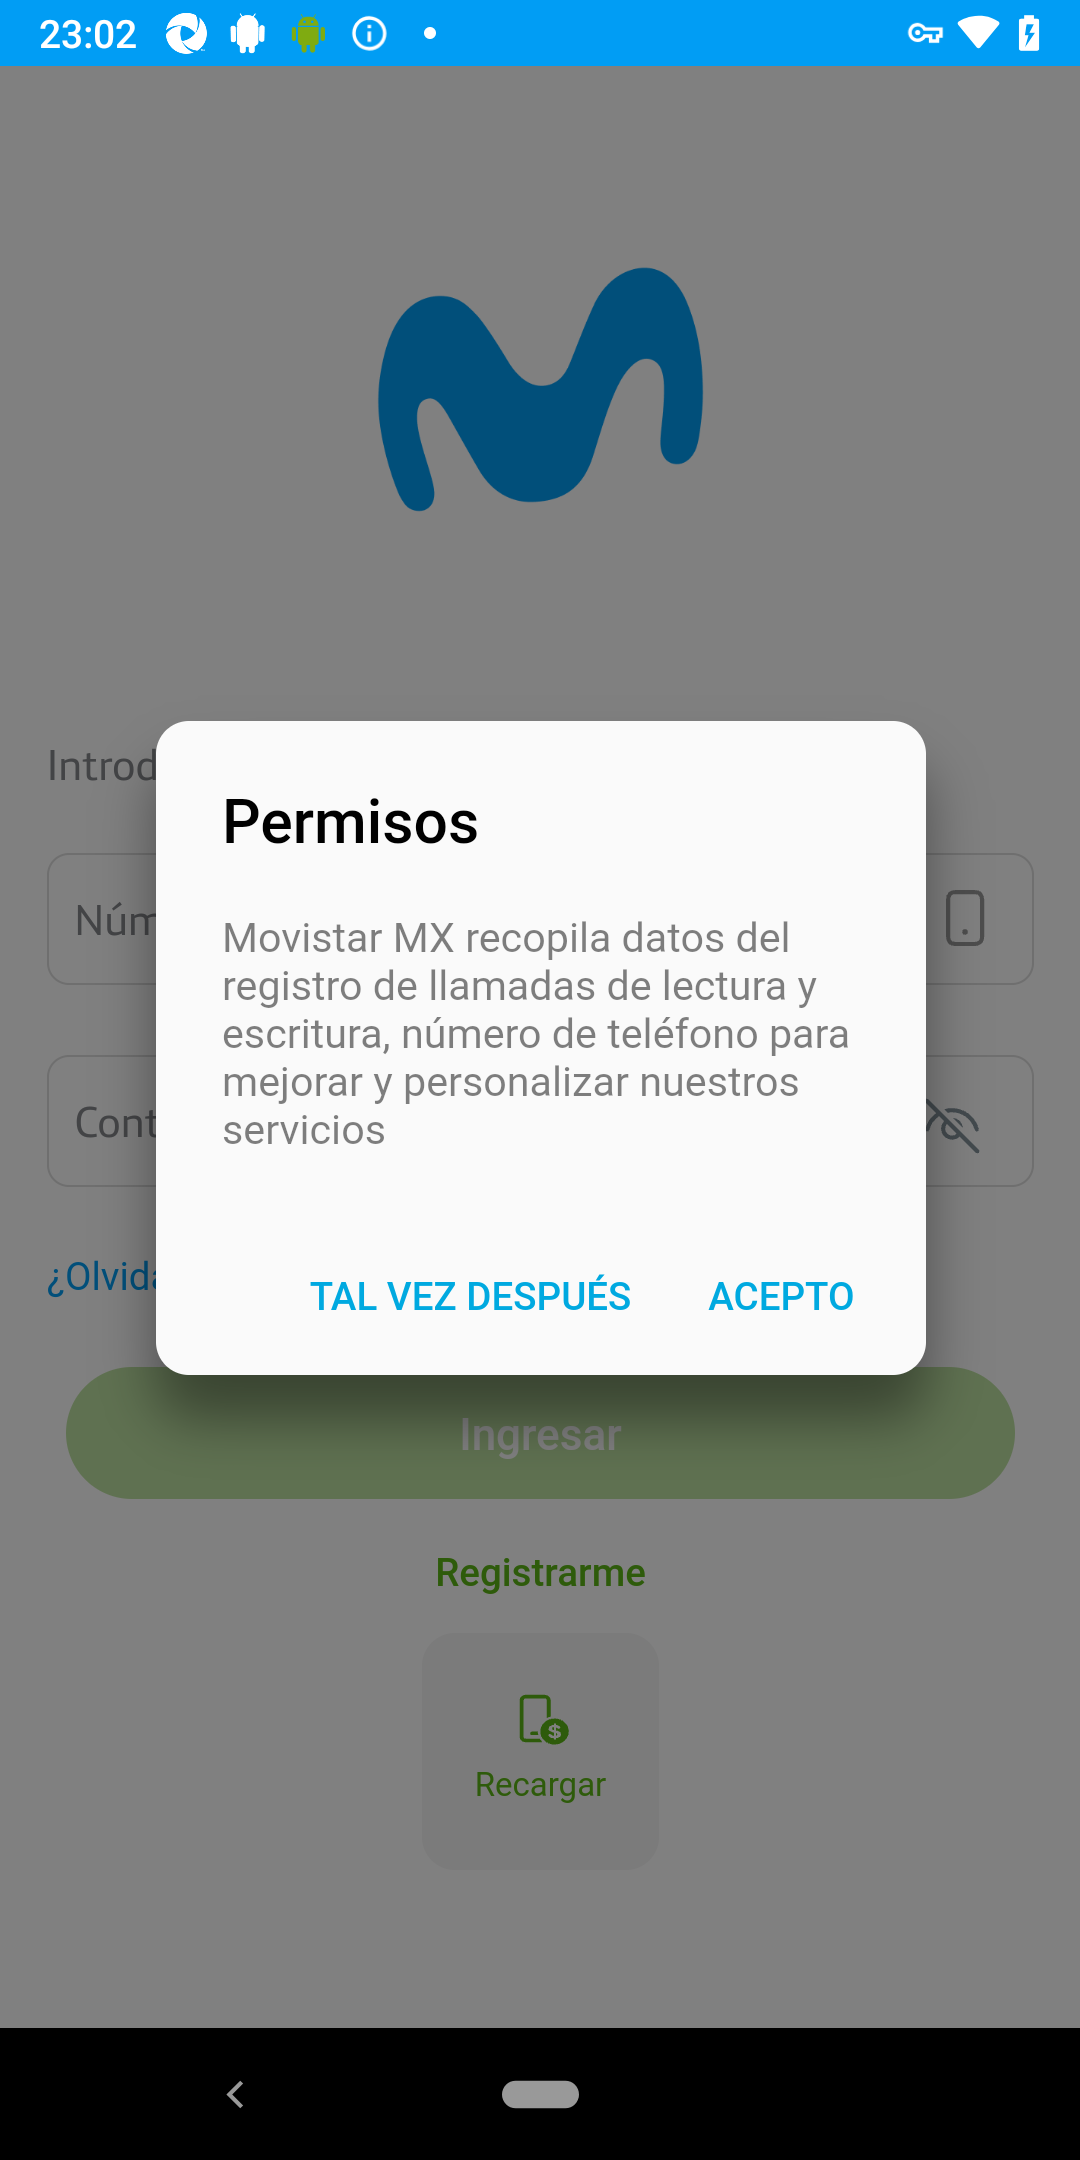 23:02
Introd
Permisos
Núm
Movistar MX recopila datos del
registro de llamadas de lectura y
escritura, número de teléfono para
mejorar y personalizar nuestros
servicios
Cont
¿Olvida
TAL VEZ DESPUÉS ACEPTO
Ingresar
Registrarme
$
Recargar